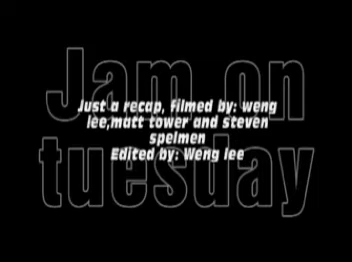 Jam on
tuesday
Just a recap, filmed by: weng
lee,matt tower and steven
spelmen
Edited by: Weng lee